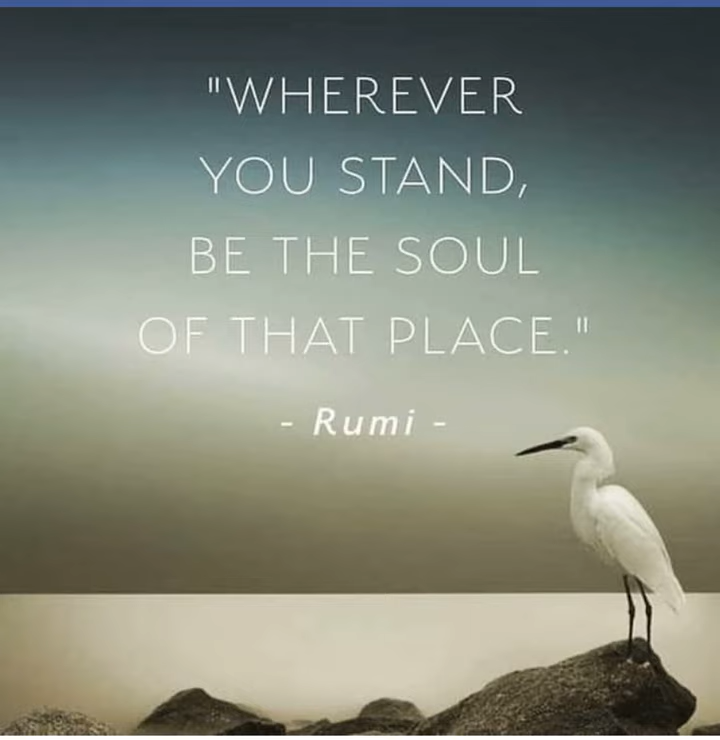 "WHEREVER
YOU STAND,
BE THE SOUL
OF THAT PLACE."
- Rumi -